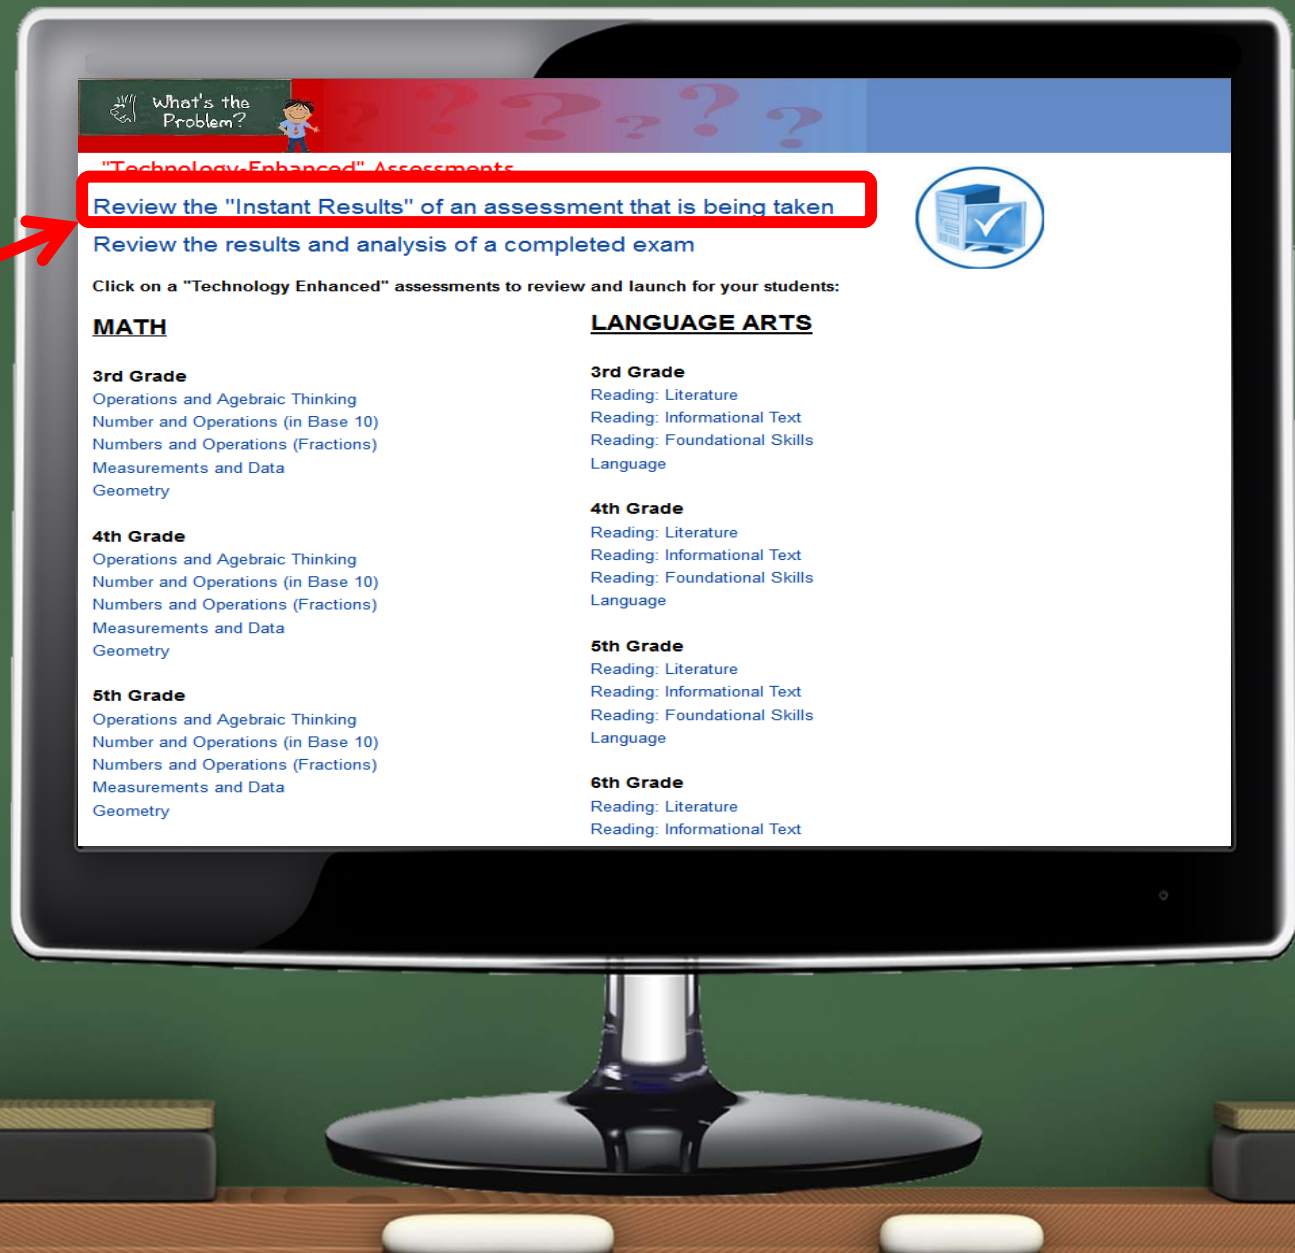 What's the
Problem?
"Technology-Enhanced" Assessments
Review the "Instant Results" of an assessment that is being taken
Review the results and analysis of a completed exam
Click on a "Technology Enhanced" assessments to review and launch for your students:
MATH
3rd Grade
Operations and Agebraic Thinking
Number and Operations (in Base 10)
Numbers and Operations (Fractions)
Measurements and Data
Geometry
4th Grade
Operations and Agebraic Thinking
Number and Operations (in Base 10)
Numbers and Operations (Fractions)
Measurements and Data
Geometry
5th Grade
Operations and Agebraic Thinking
Number and Operations (in Base 10)
Numbers and Operations (Fractions)
Measurements and Data
Geometry
LANGUAGE ARTS
3rd Grade
Reading: Literature
Reading: Informational Text
Reading: Foundational Skills
Language
4th Grade
Reading: Literature
Reading: Informational Text
Reading: Foundational Skills
Language
5th Grade
Reading: Literature
Reading: Informational Text
Reading: Foundational Skills
Language
6th Grade
Reading: Literature
Reading: Informational Text